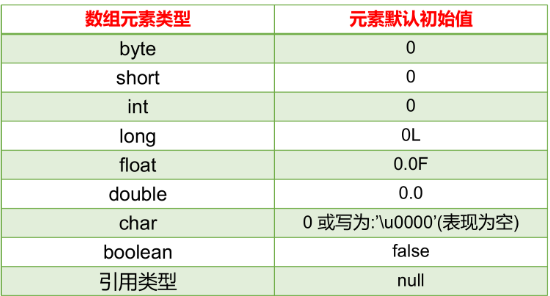 数组元素类型 元素默认初始值
byte 0
short 0
int 0
long 0L
float 0.0F
double 0.0
char 0 或写为:’\u0000’(表现为空)
boolean false
引用类型 null